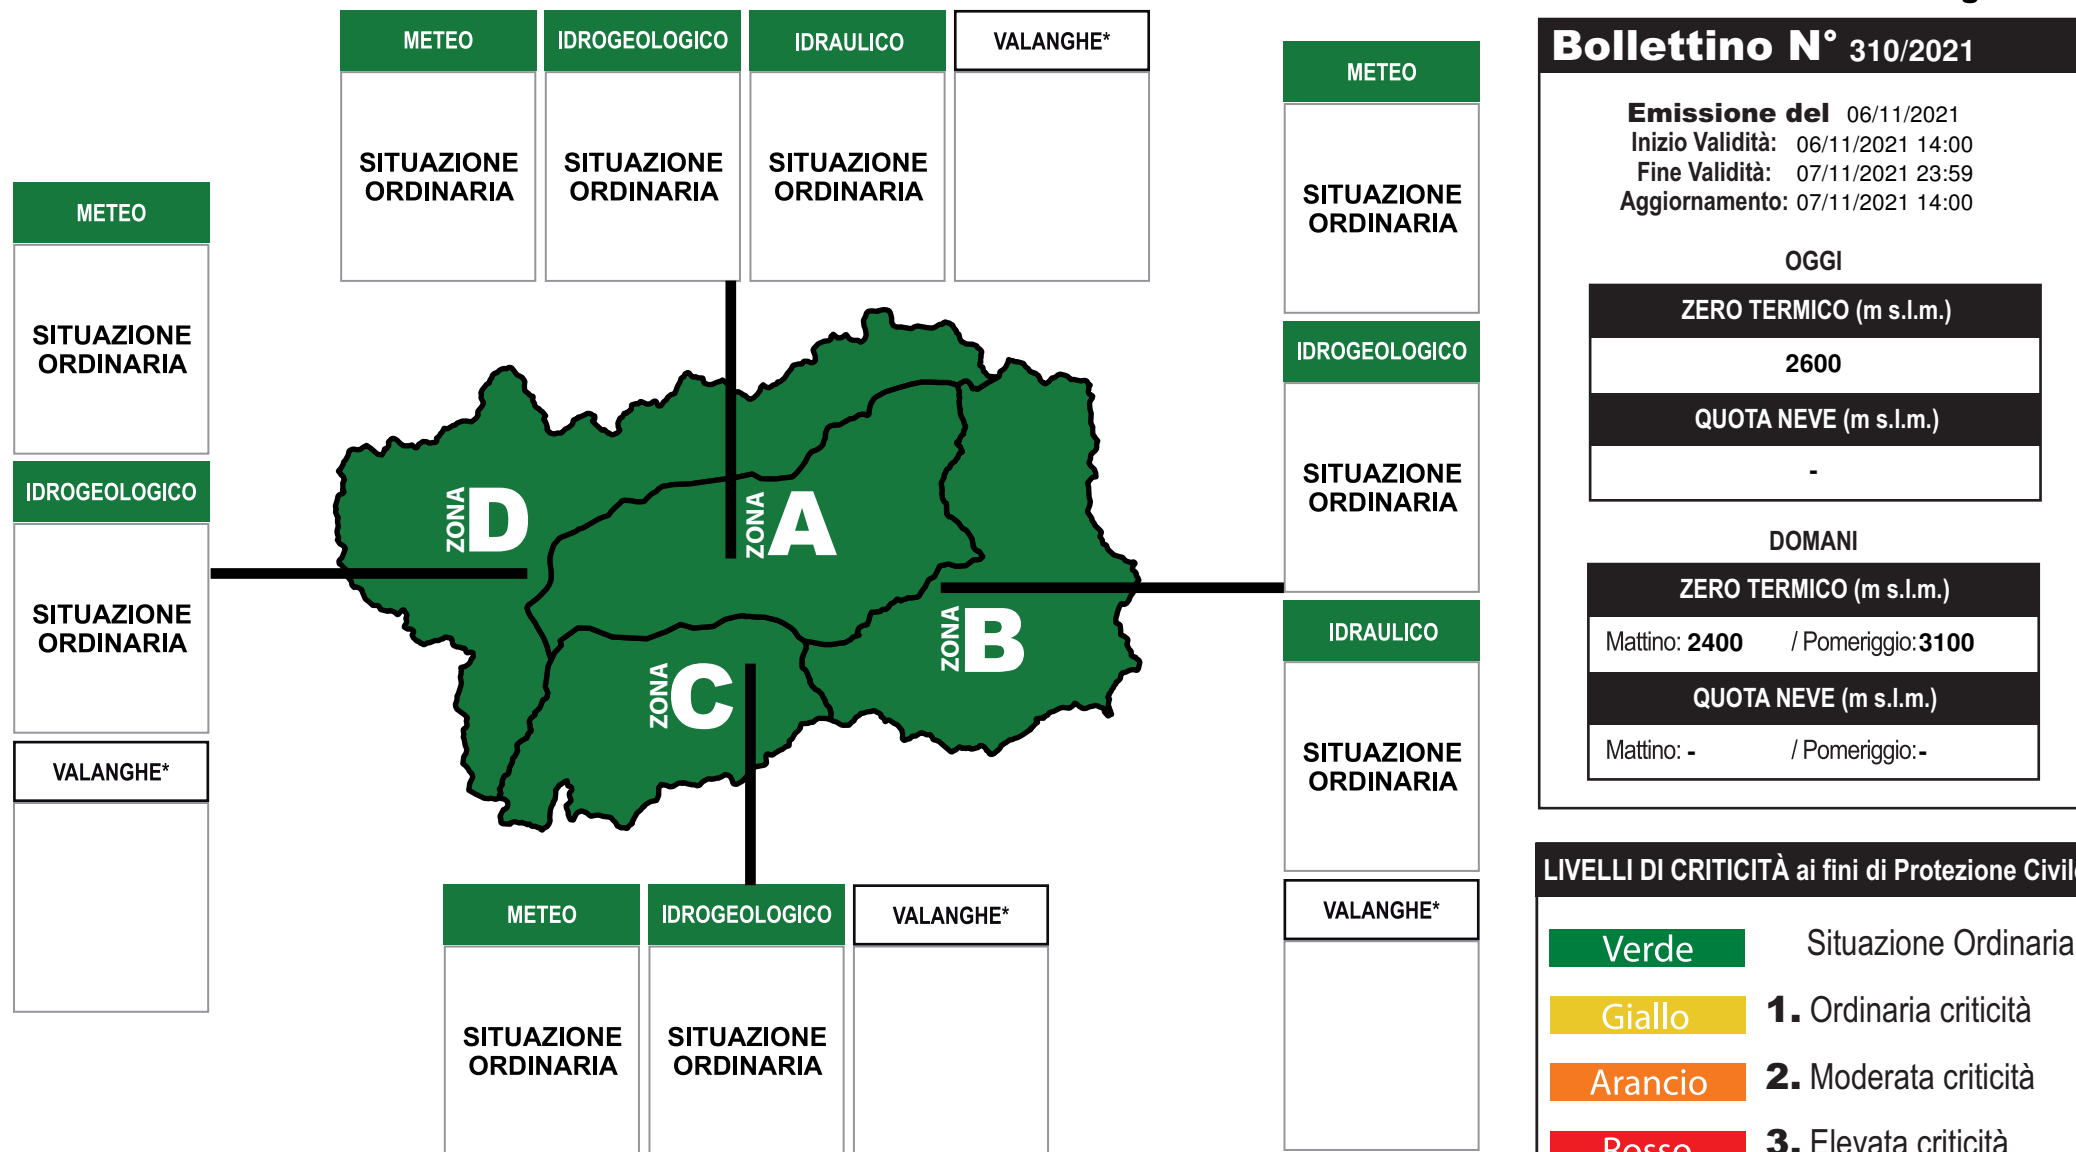 METEO
IDROGEOLOGICO
IDRAULICO
VALANGHE*
SITUAZIONE
ORDINARIA
SITUAZIONE
ORDINARIA
SITUAZIONE
ORDINARIA
METEO
SITUAZIONE
ORDINARIA
IDROGEOLOGICO
SITUAZIONE
ORDINARIA
VALANGHE*
ZONA D
ZONA A
ZONA B
ZONA C
METEO
SITUAZIONE
ORDINARIA
IDROGEOLOGICO
SITUAZIONE
ORDINARIA
IDRAULICO
SITUAZIONE
ORDINARIA
VALANGHE*
METEO
IDROGEOLOGICO
VALANGHE*
SITUAZIONE
ORDINARIA
SITUAZIONE
ORDINARIA
Bollettino N° 310/2021
Emissione del 06/11/2021
Inizio Validità: 06/11/2021 14:00
Fine Validità: 07/11/2021 23:59
Aggiornamento: 07/11/2021 14:00
OGGI
ZERO TERMICO (m s.l.m.)
2600
QUOTA NEVE (m s.l.m.)
-
DOMANI
ZERO TERMICO (m s.l.m.)
Mattino: 2400 / Pomeriggio: 3100
QUOTA NEVE (m s.l.m.)
Mattino: - / Pomeriggio: -
LIVELLI DI CRITICITÀ ai fini di Protezione Civile
Verde Situazione Ordinaria
Giallo 1. Ordinaria criticità
Arancio 2. Moderata criticità
Rosso 3. Elevata criticità